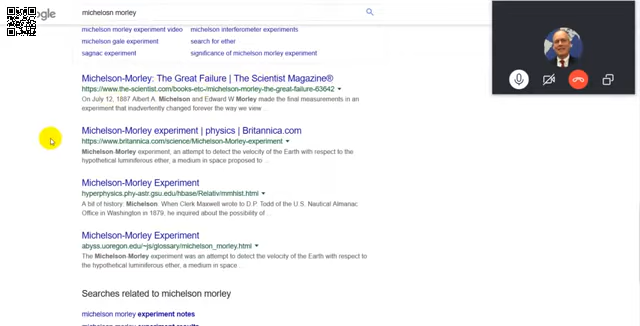 ogle
michelosn morley
michelson morley experiment video
michelson interferometer experiments
michelson gale experiment
search for ether
sagnac experiment
significance of michelson morley experiment
Michelson-Morley: The Great Failure | The Scientist Magazine®
https://www.the-scientist.com/books-etc-/michelson-morley-the-great-failure-63642
On July 12, 1887 Albert A. Michelson and Edward W Morley made the final measurements in an
experiment that inadvertently changed forever the way we view ...
Michelson-Morley experiment | physics | Britannica.com
https://www.britannica.com/science/Michelson-Morley-experiment
Michelson-Morley experiment, an attempt to detect the velocity of the Earth with respect to the
hypothetical luminiferous ether, a medium in space proposed to ...
Michelson-Morley Experiment
hyperphysics.phy-astr.gsu.edu/hbase/Relativ/mmhist.html
A bit of history: Michelson. When Clerk Maxwell wrote to D.P. Todd of the U.S. Nautical Almanac
Office in Washington in 1879, he inquired about the possibility of ...
Michelson-Morley Experiment
abyss.uoregon.edu/~js/glossary/michelson_morley.html
The Michelson-Morley experiment was an attempt to detect the velocity of the Earth with respect to
the hypothetical luminiferous ether, a medium in space ...
Searches related to michelson morley
michelson morley experiment notes
michelson morley experiment results